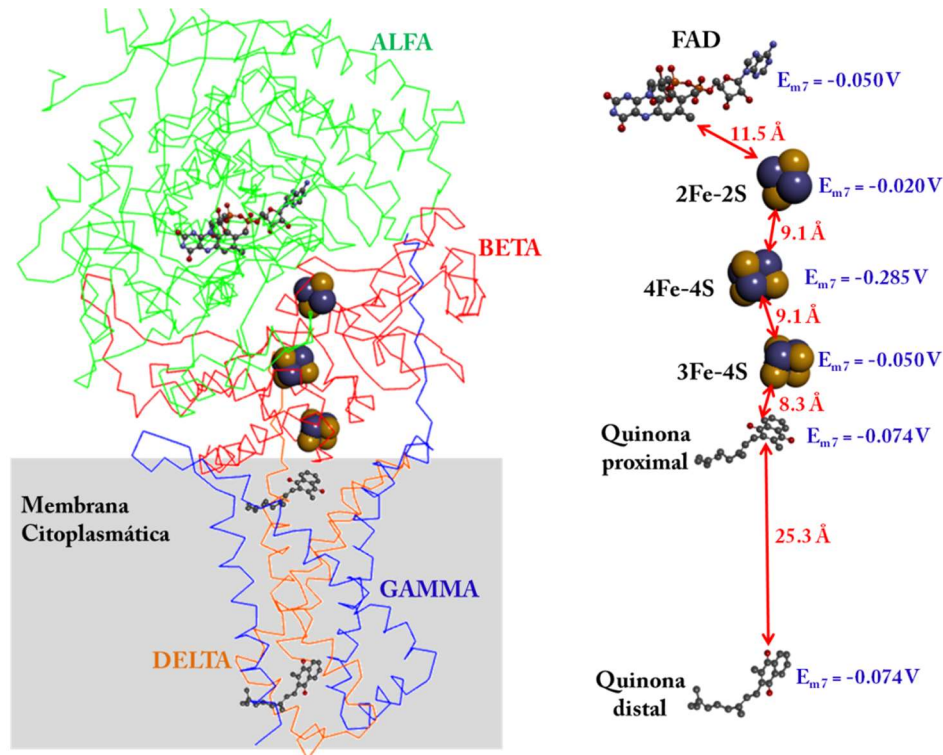 ALFA
BETA
Membrana
Citoplasmática
GAMMA
DELTA
FAD
Em7 = -0.050 V
11.5 Å
2Fe-2S
Em7 = -0.020 V
9.1 Å
4Fe-4S
Em7 = -0.285 V
9.1 Å
3Fe-4S
Em7 = -0.050 V
8.3 Å
Quinona
proximal
Em7 = -0.074 V
25.3 Å
Quinona
distal
Em7 = -0.074 V